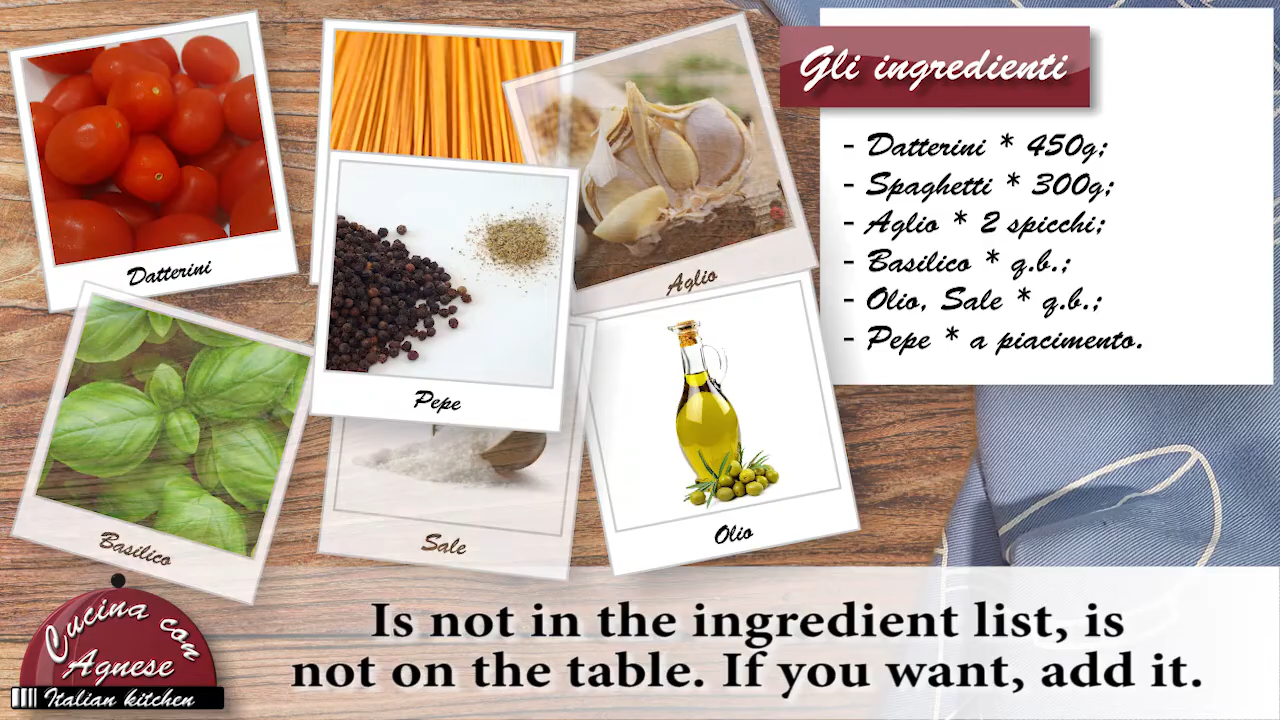 Gli ingredienti
- Datterini * 450g;
- Spaghetti * 300g;
- Aglio * 2 spicchi;
- Basilico * q.b.;
- Olio, Sale * q.b.;
- Pepe * a piacimento.
Datterini
Aglio
Pepe
Basilico
Sale
Olio
Cucina con
Agnese
Italian kitchen
Is not in the ingredient list, is
not on the table. If you want, add it.